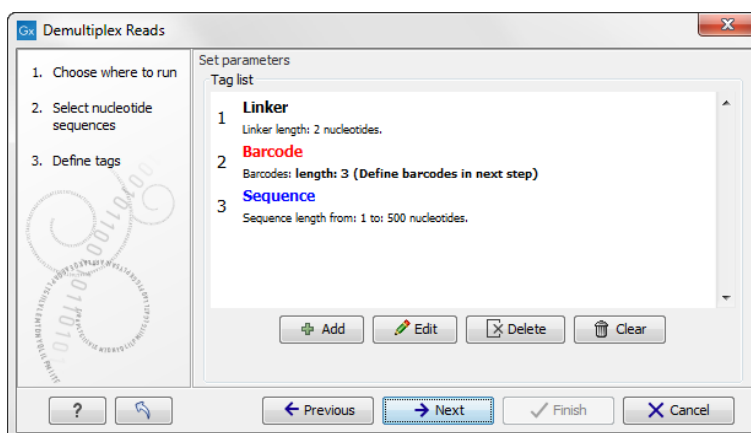 Gx Demultiplex Reads
X
1. Choose where to run
2. Select nucleotide
sequences
3. Define tags
Set parameters
Tag list
1 Linker
Linker length: 2 nucleotides.
2 Barcode
Barcodes: length: 3 (Define barcodes in next step)
3 Sequence
Sequence length from: 1 to: 500 nucleotides.
Add Edit Delete Clear
? Previous Next Finish Cancel